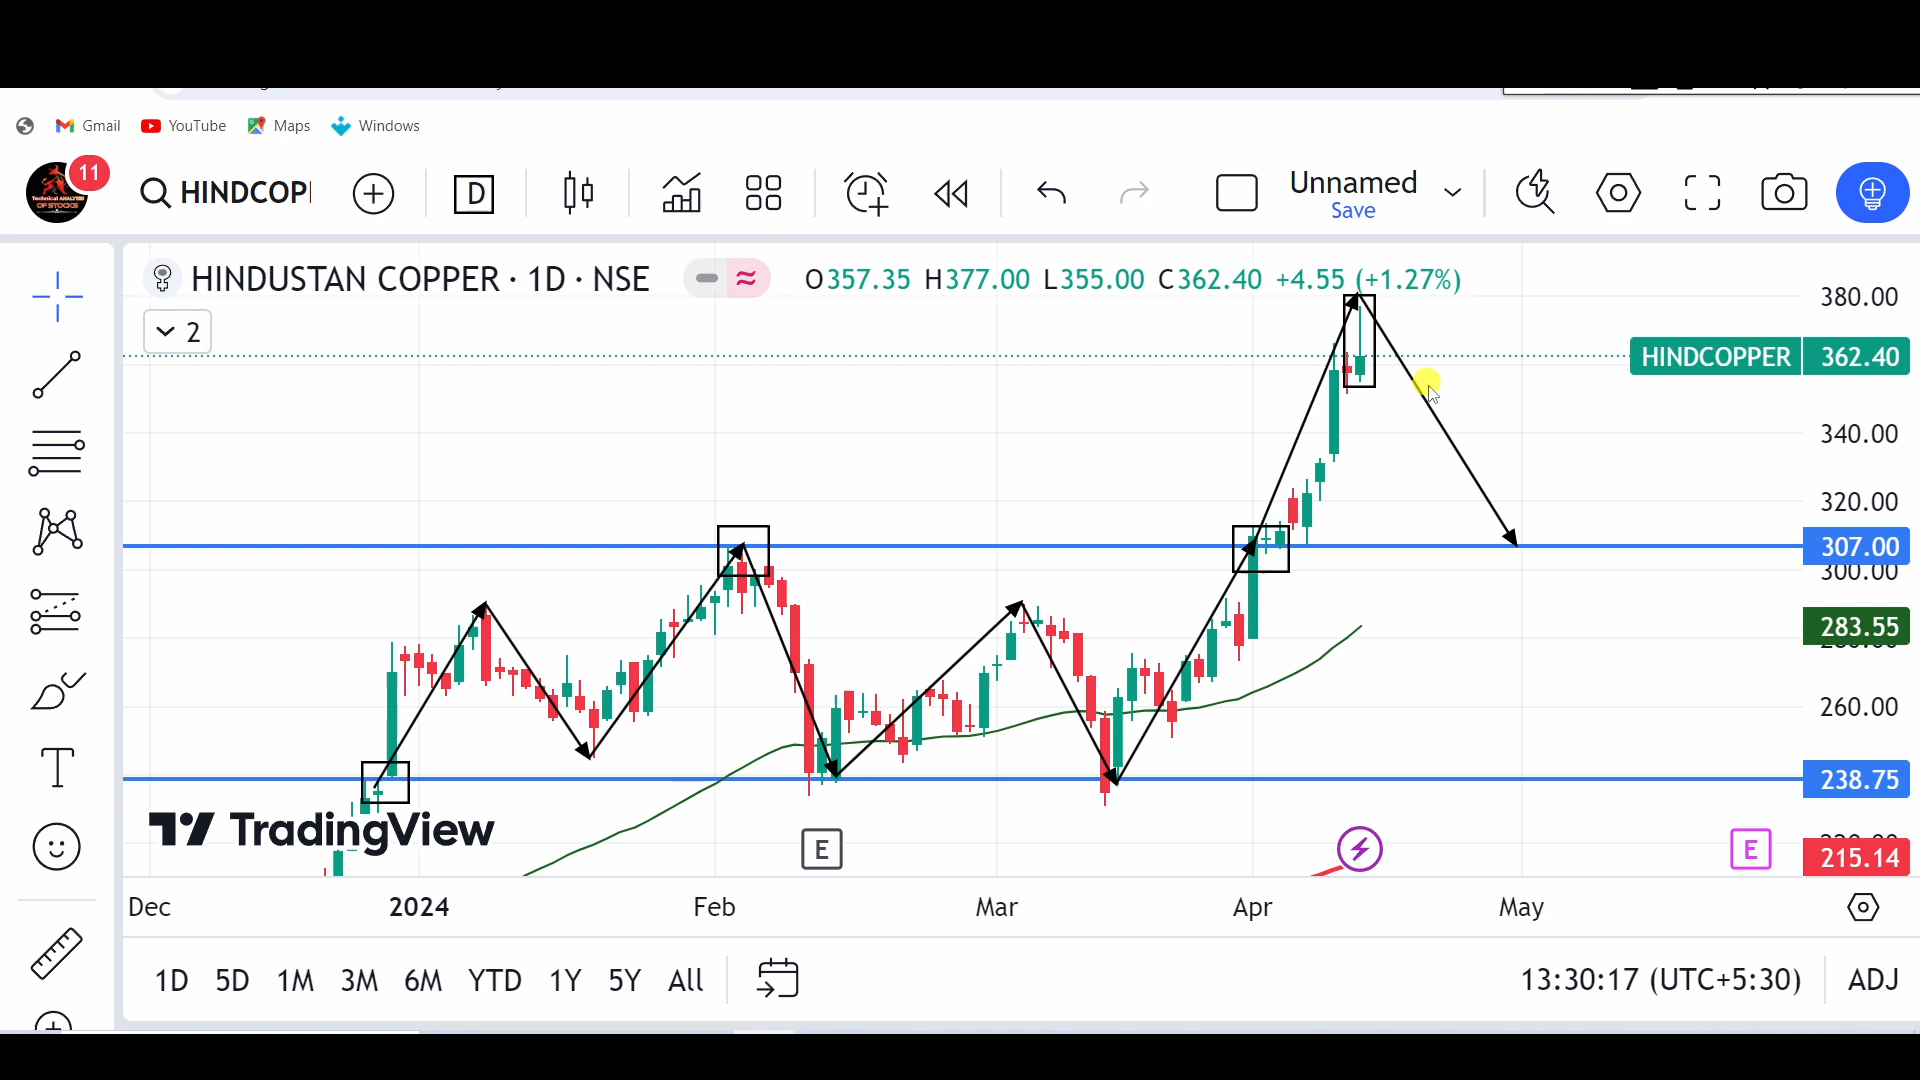 Gmail YouTube Maps Windows
11
HINDCOP
D
Unnamed
Save
HINDUSTAN COPPER · 1D · NSE
O357.35 H377.00 L355.00 C362.40 +4.55 (+1.27%)
2
380.00
HINDCOPPER 362.40
340.00
320.00
307.00
300.00
283.55
260.00
238.75
215.14
TradingView
E
E
Dec 2024 Feb Mar Apr May
1D 5D 1M 3M 6M YTD 1Y 5Y All
13:30:17 (UTC+5:30) ADJ